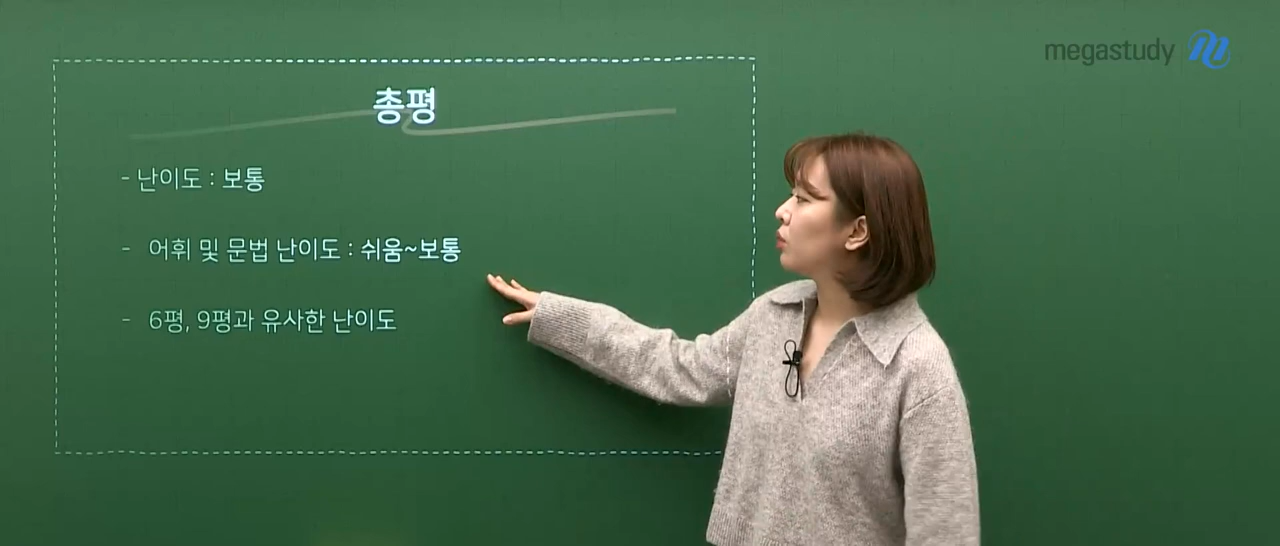 megastudy
총평
- 난이도 : 보통
- 어휘 및 문법 난이도 : 쉬움~보통
- 6평, 9평과 유사한 난이도